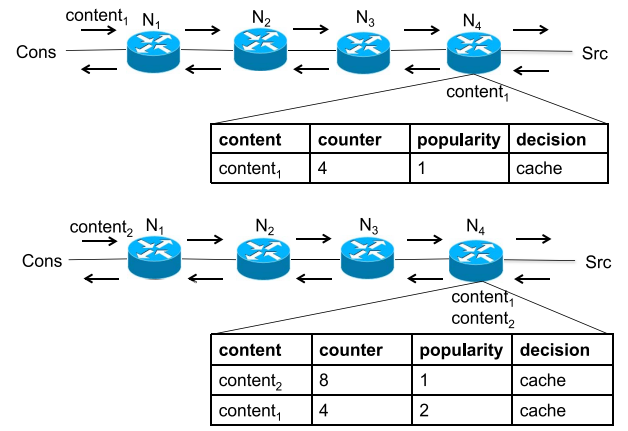 content₁ N₁ N₂ N₃ N₄
Cons Src
content₁
content counter popularity decision
content₁ 4 1 cache
content₂ N₁ N₂ N₃ N₄
Cons Src
content₁
content₂
content counter popularity decision
content₂ 8 1 cache
content₁ 4 2 cache